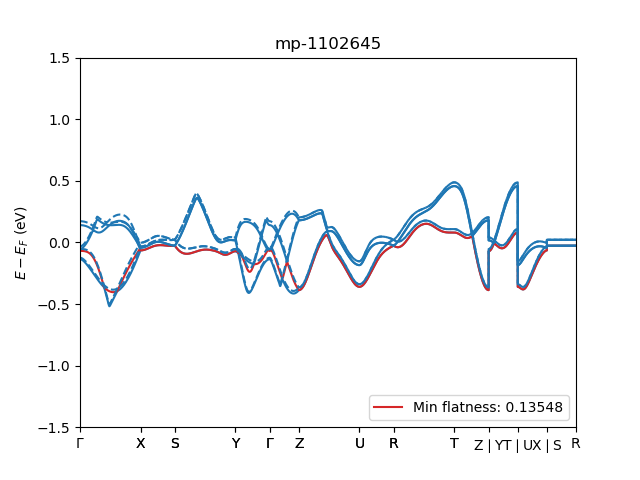 mp-1102645
1.5
1.0
0.5
0.0
−0.5
−1.0
−1.5
E − E_F (eV)
Min flatness: 0.13548
Γ X S Y Γ Z U R T Z | YT | UX | S R